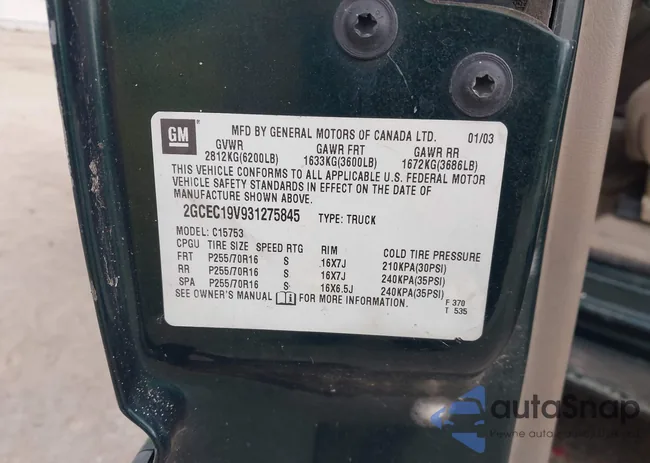 GM
MFD BY GENERAL MOTORS OF CANADA LTD. 01/03
GVWR GAWR FRT GAWR RR
2812KG(6200LB) 1633KG(3600LB) 1672KG(3686LB)
THIS VEHICLE CONFORMS TO ALL APPLICABLE U.S. FEDERAL MOTOR
VEHICLE SAFETY STANDARDS IN EFFECT ON THE DATE OF
MANUFACTURE SHOWN ABOVE.
2GCEC19V931275845 TYPE: TRUCK
MODEL: C15753
CPGU TIRE SIZE SPEED RTG RIM COLD TIRE PRESSURE
FRT P255/70R16 S 16X7J 210KPA(30PSI)
RR P255/70R16 S 16X7J 240KPA(35PSI)
SPA P255/70R16 S 16X6.5J 240KPA(35PSI)
SEE OWNER'S MANUAL FOR MORE INFORMATION.
F 370
T 535
autoSnap
Pewne auto